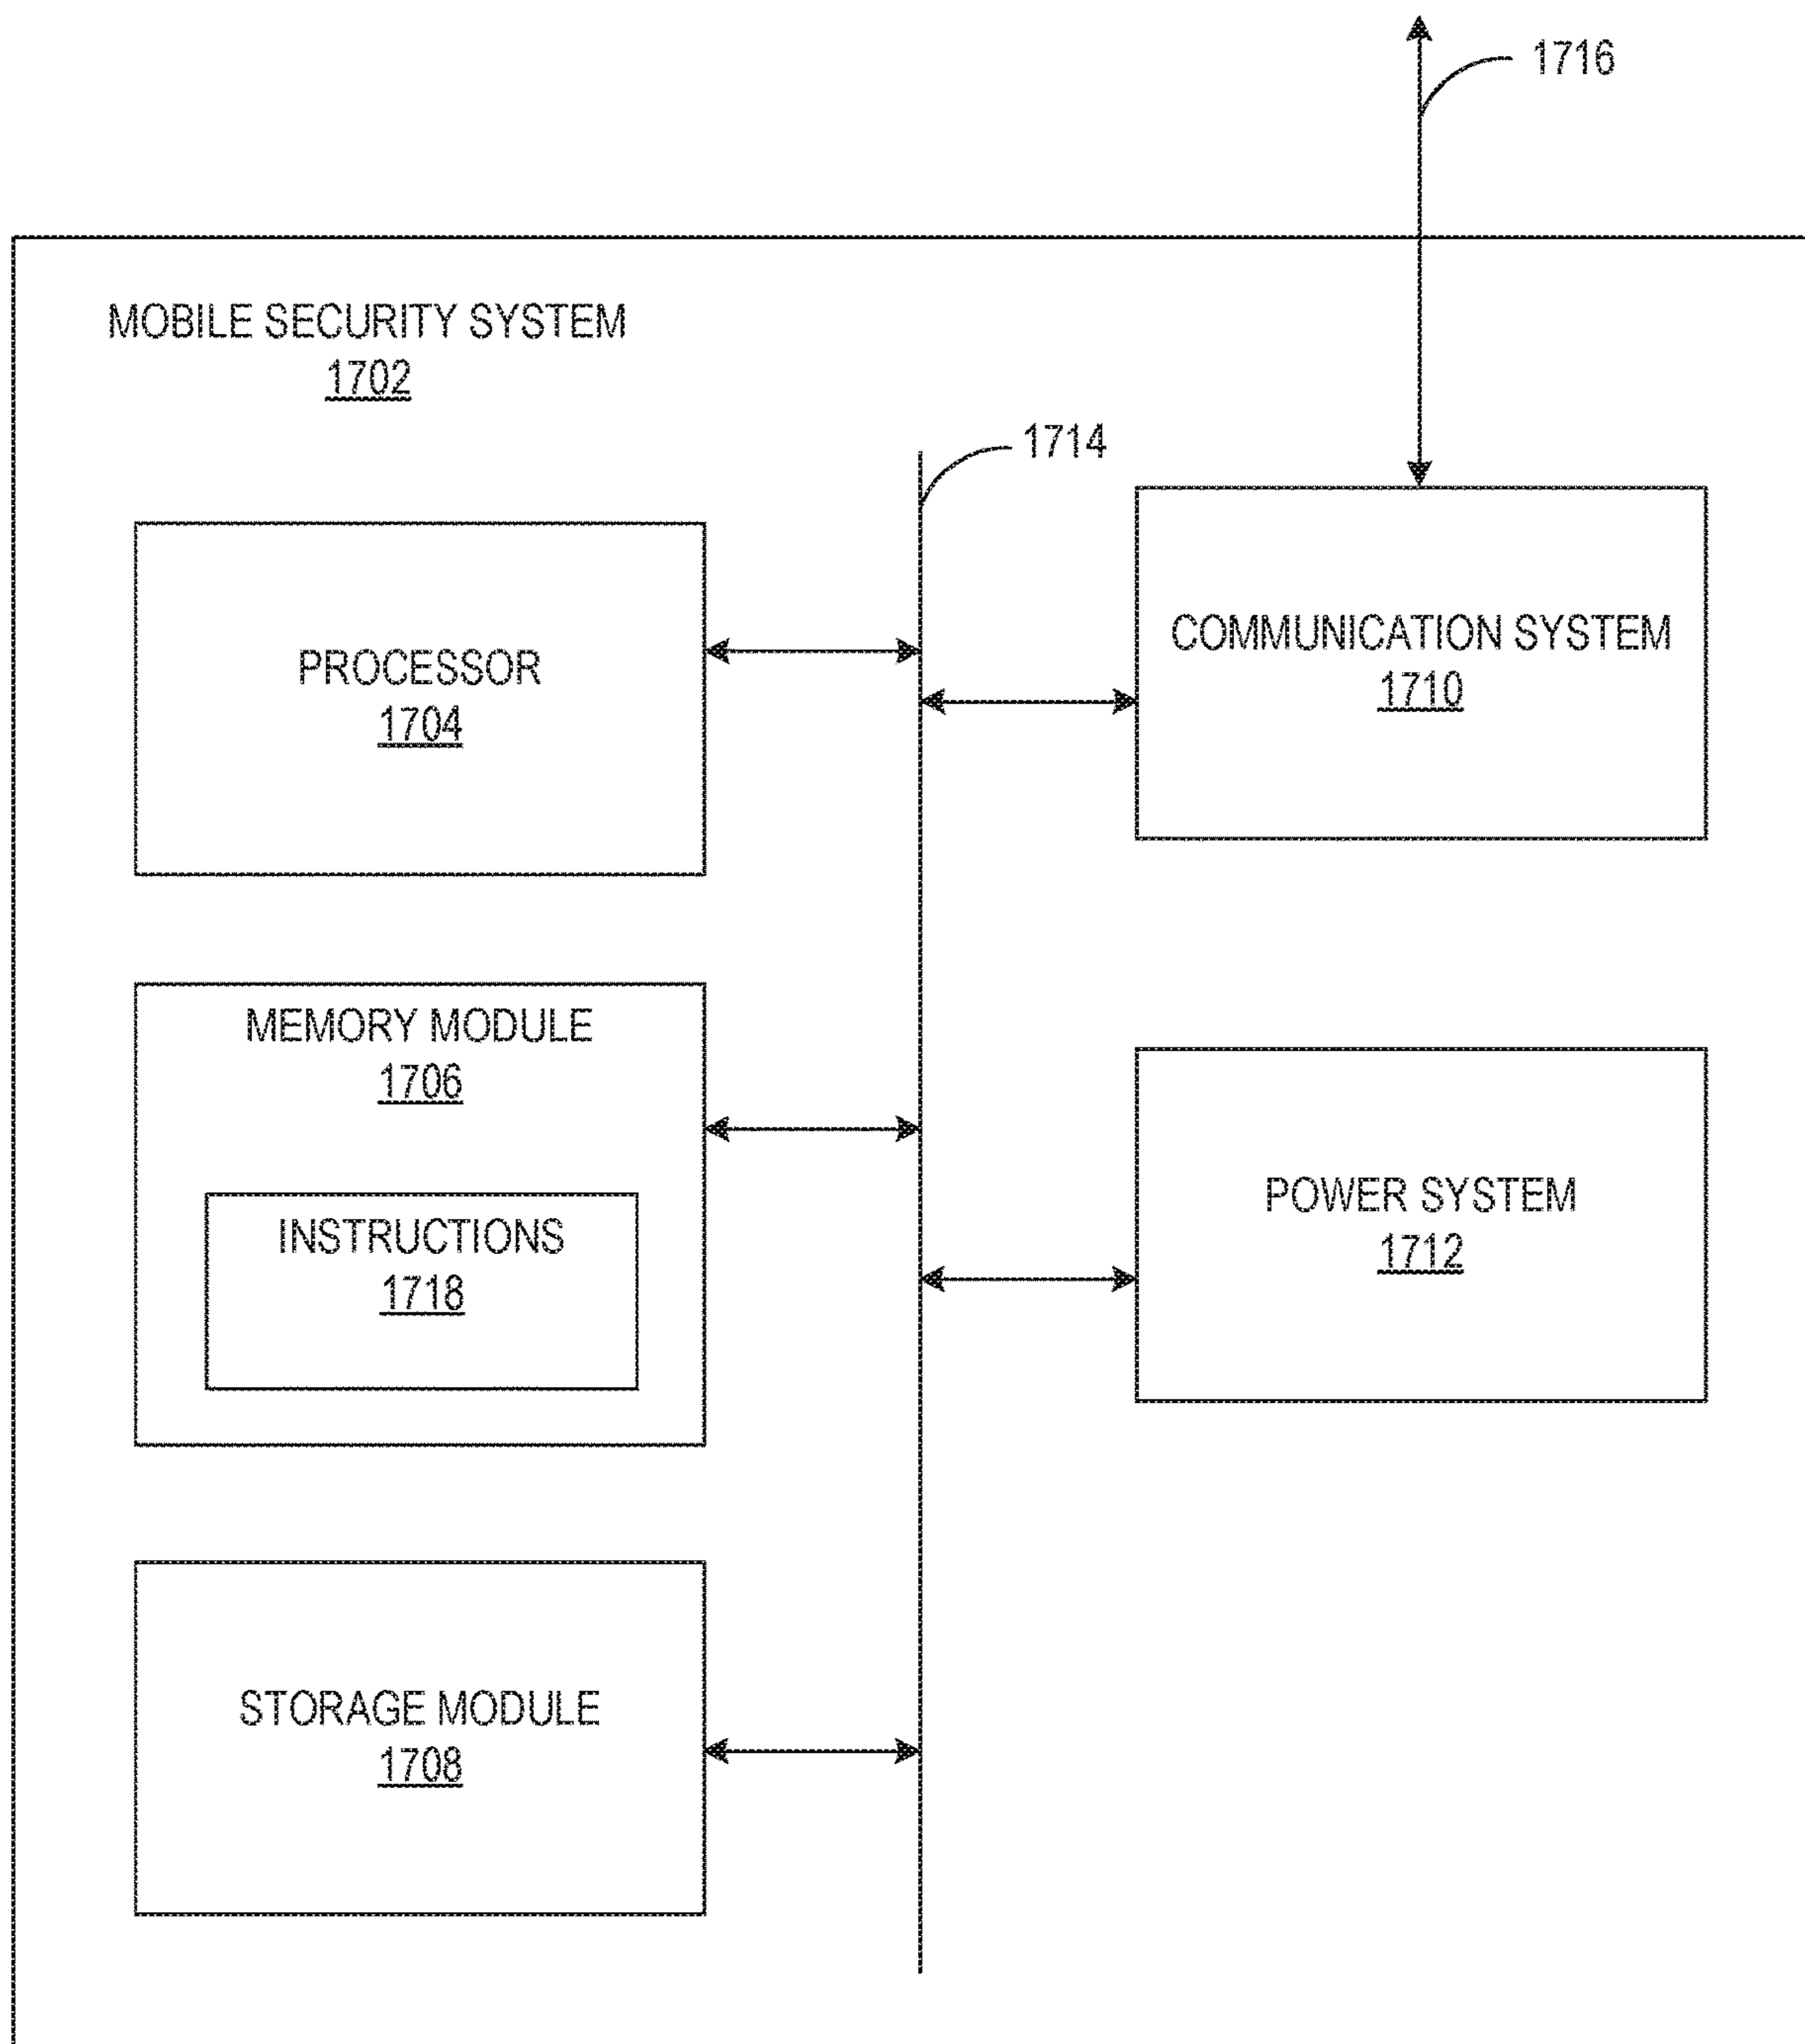 1716
MOBILE SECURITY SYSTEM
1702
1714
PROCESSOR
1704
COMMUNICATION SYSTEM
1710
MEMORY MODULE
1706
INSTRUCTIONS
1718
POWER SYSTEM
1712
STORAGE MODULE
1708